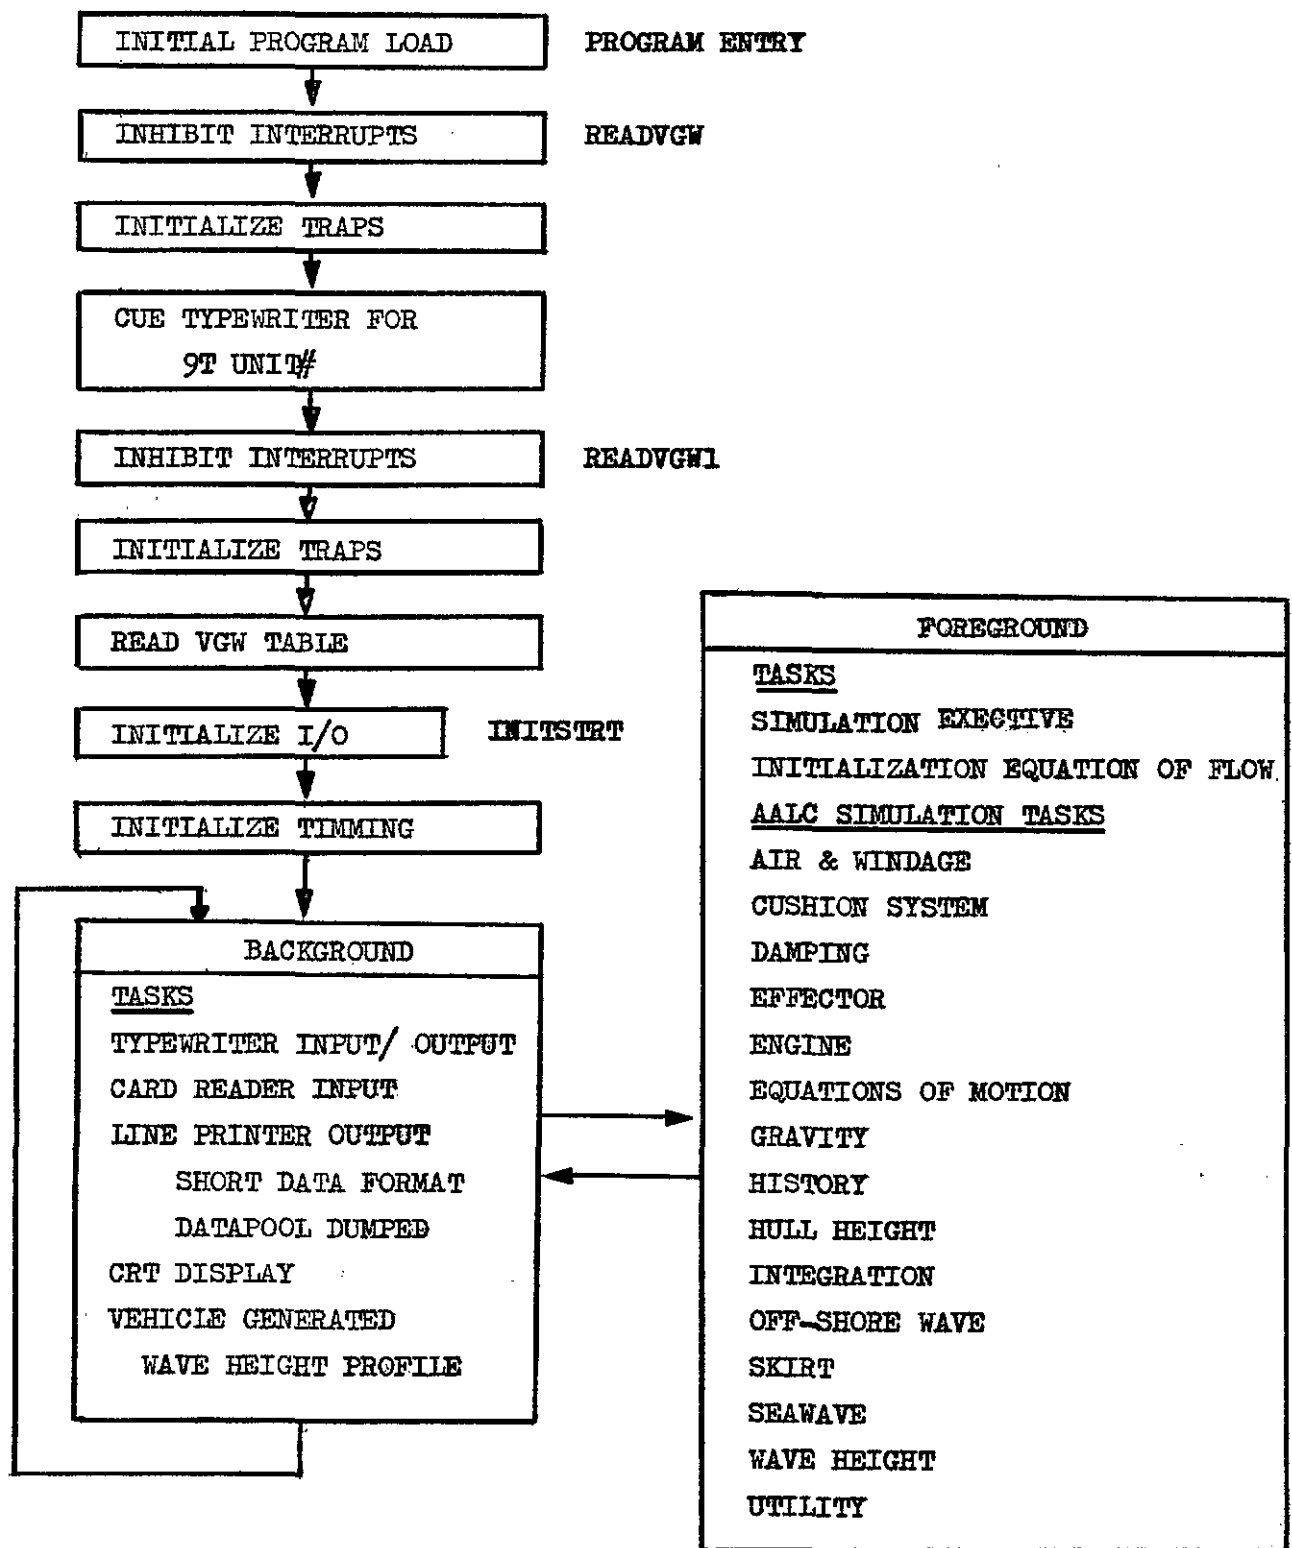 INITIAL PROGRAM LOAD
PROGRAM ENTRY
INHIBIT INTERRUPTS
READVGW
INITIALIZE TRAPS
CUE TYPEWRITER FOR
9T UNIT#
INHIBIT INTERRUPTS
READVGW1
INITIALIZE TRAPS
READ VGW TABLE
INITIALIZE I/O
INITSTRT
INITIALIZE TIMMING
BACKGROUND
TASKS
TYPEWRITER INPUT/ OUTPUT
CARD READER INPUT
LINE PRINTER OUTPUT
SHORT DATA FORMAT
DATAPOOL DUMPED
CRT DISPLAY
VEHICLE GENERATED
WAVE HEIGHT PROFILE
FOREGROUND
TASKS
SIMULATION EXECTIVE
INITIALIZATION EQUATION OF FLOW
AALC SIMULATION TASKS
AIR & WINDAGE
CUSHION SYSTEM
DAMPING
EFFECTOR
ENGINE
EQUATIONS OF MOTION
GRAVITY
HISTORY
HULL HEIGHT
INTEGRATION
OFF-SHORE WAVE
SKIRT
SEAWAVE
WAVE HEIGHT
UTILITY